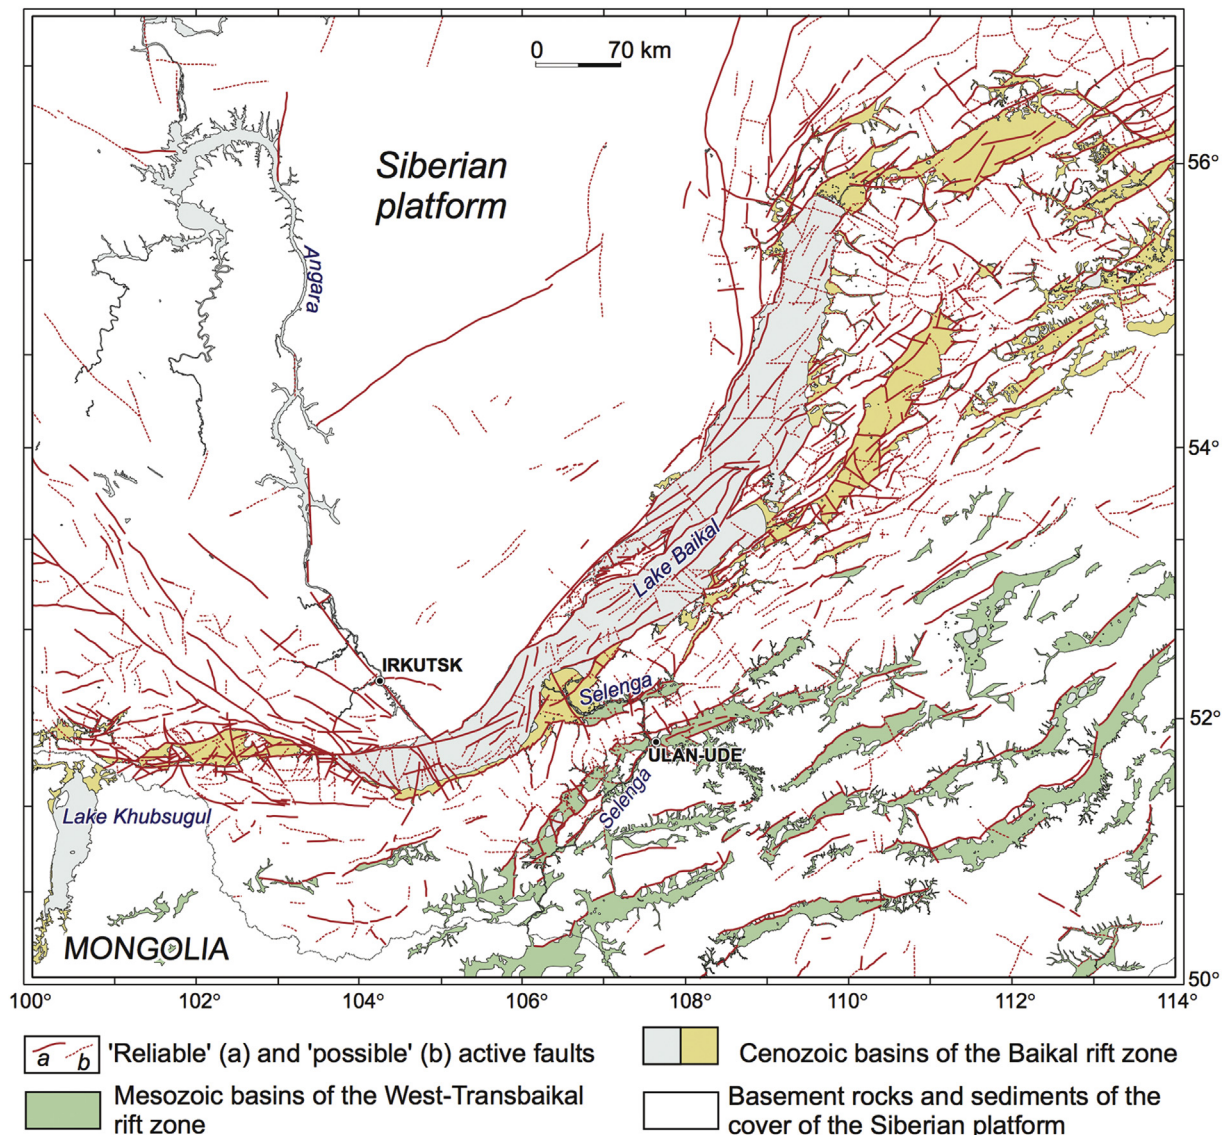 0 70 km
Siberian
platform
56°
Angara
54°
Lake Baikal
IRKUTSK
Selenga
52°
ULAN-UDE
Selenga
Lake Khubsugul
MONGOLIA
50°
100° 102° 104° 106° 108° 110° 112° 114°
a b 'Reliable' (a) and 'possible' (b) active faults
Cenozoic basins of the Baikal rift zone
Mesozoic basins of the West-Transbaikal
rift zone
Basement rocks and sediments of the
cover of the Siberian platform